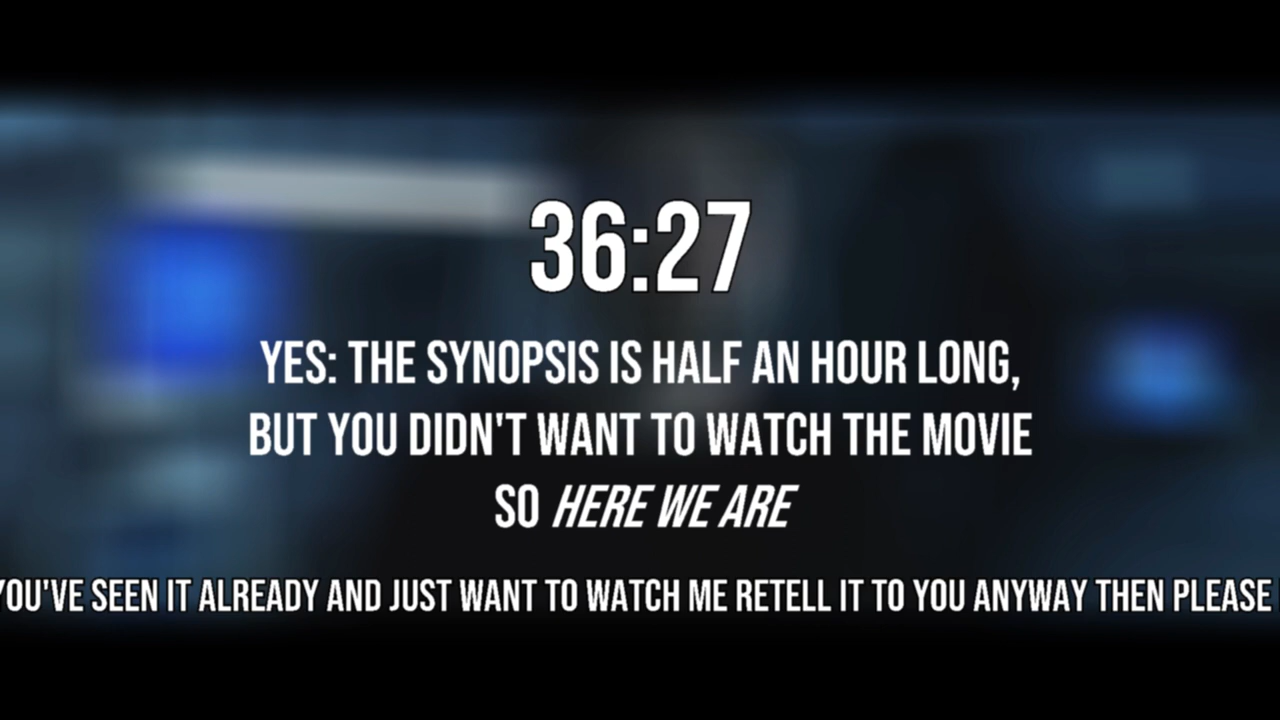 36:27
YES: THE SYNOPSIS IS HALF AN HOUR LONG,
BUT YOU DIDN'T WANT TO WATCH THE MOVIE
SO HERE WE ARE
YOU'VE SEEN IT ALREADY AND JUST WANT TO WATCH ME RETELL IT TO YOU ANYWAY THEN PLEASE